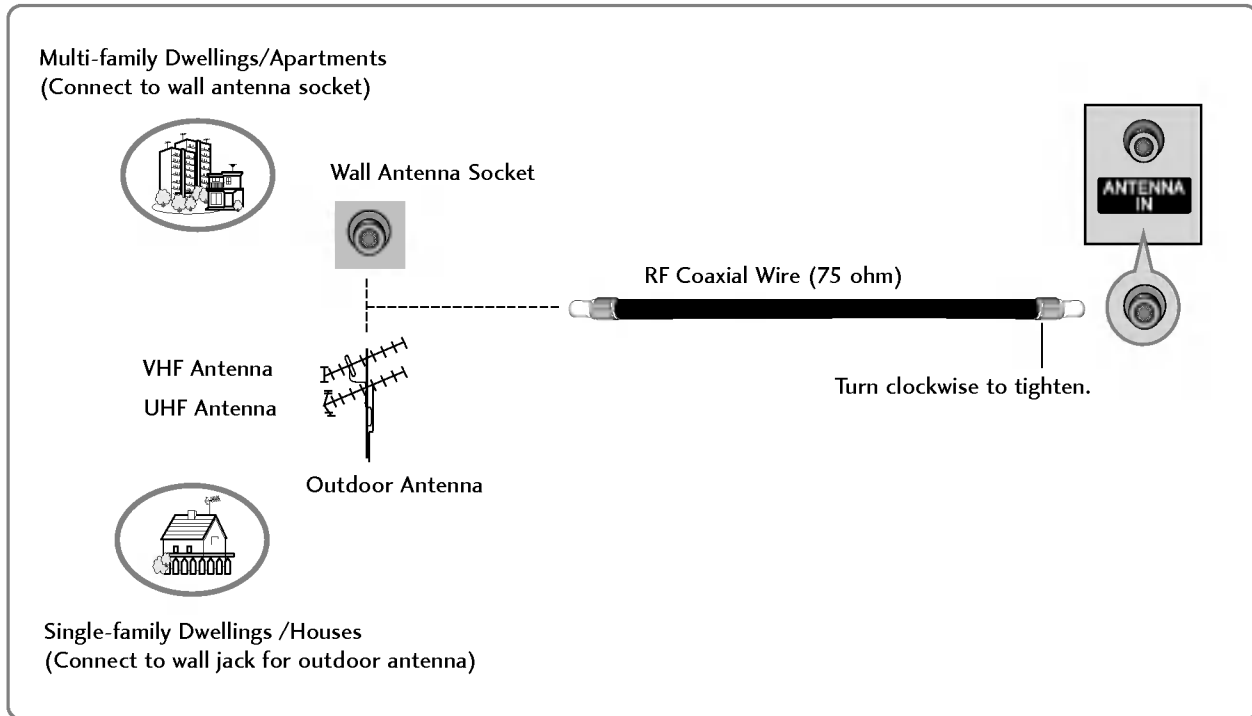 Multi-family Dwellings/Apartments
(Connect to wall antenna socket)
Wall Antenna Socket
ANTENNA
IN
RF Coaxial Wire (75 ohm)
VHF Antenna
UHF Antenna
Turn clockwise to tighten.
Outdoor Antenna
Single-family Dwellings /Houses
(Connect to wall jack for outdoor antenna)